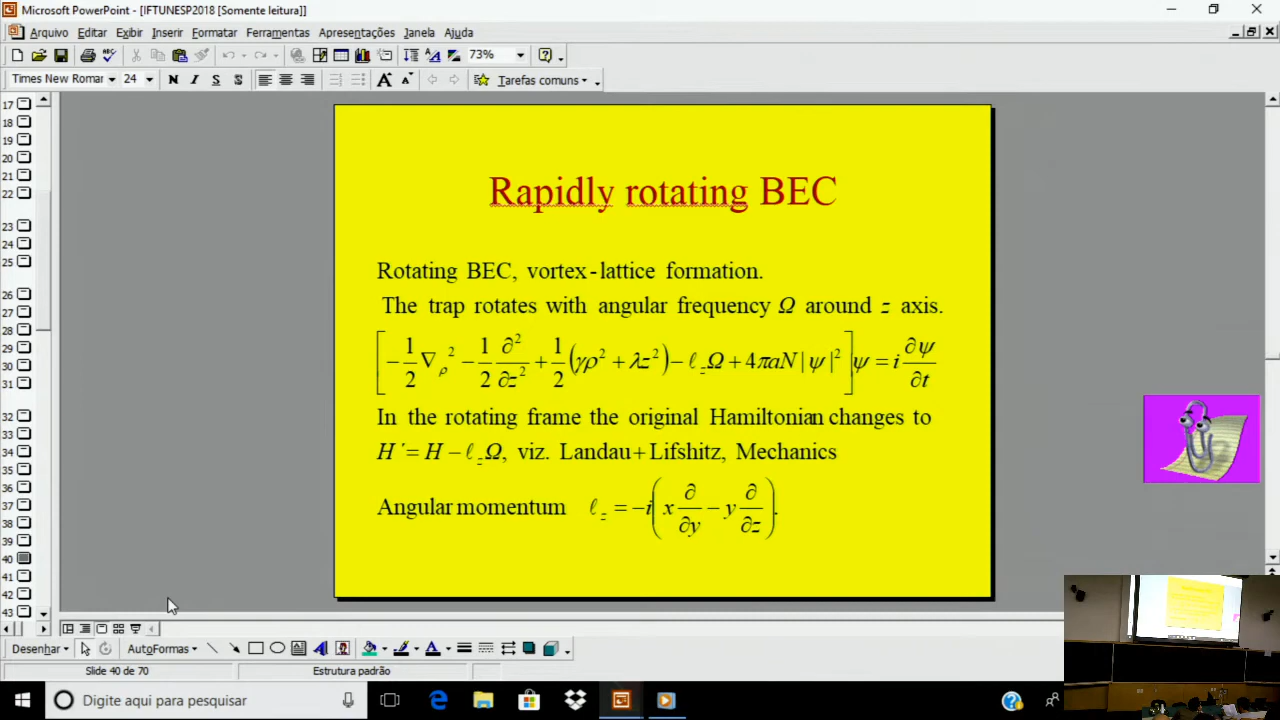 Microsoft PowerPoint - [IFTUNESP2018 [Somente leitura]]
Arquivo Editar Exibir Inserir Formatar Ferramentas Apresentações Janela Ajuda
73%
Times New Romar 24 N I S S A A Tarefas comuns
17
18
19
20
21
22
23
24
25
26
27
28
29
30
31
32
33
34
35
36
37
38
39
40
41
42
43
Rapidly rotating BEC
Rotating BEC, vortex-lattice formation.
The trap rotates with angular frequency Ω around z axis.
[-1/2 ∇ρ² - 1/2 ∂²/∂z² + 1/2 (γρ² + λz²) - ℓzΩ + 4πaN|ψ|²]ψ = i ∂ψ/∂t
In the rotating frame the original Hamiltonian changes to
H´= H - ℓzΩ, viz. Landau+Lifshitz, Mechanics
Angular momentum ℓz = -i(x ∂/∂y - y ∂/∂z).
Desenhar AutoFormas
Slide 40 de 70 Estrutura padrão
Digite aqui para pesquisar